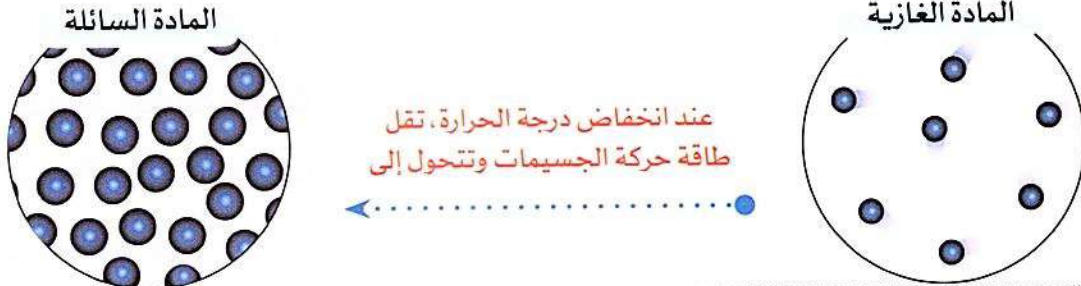 المادة الغازية
المادة السائلة
عند انخفاض درجة الحرارة، تقل
طاقة حركة الجسيمات وتتحول إلى